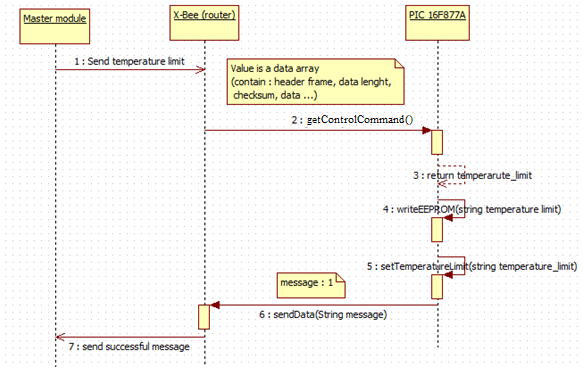 Master module
X-Bee (router)
PIC 16F877A
1 : Send temperature limit
Value is a data array
(contain : header frame, data lenght,
checksum, data ...)
2 : getControlCommand()
3 : return temperarute_limit
4 : writeEEPROM(string temperature limit)
5 : setTemperatureLimit(string temperature_limit)
message : 1
6 : sendData(String message)
7 : send successful message